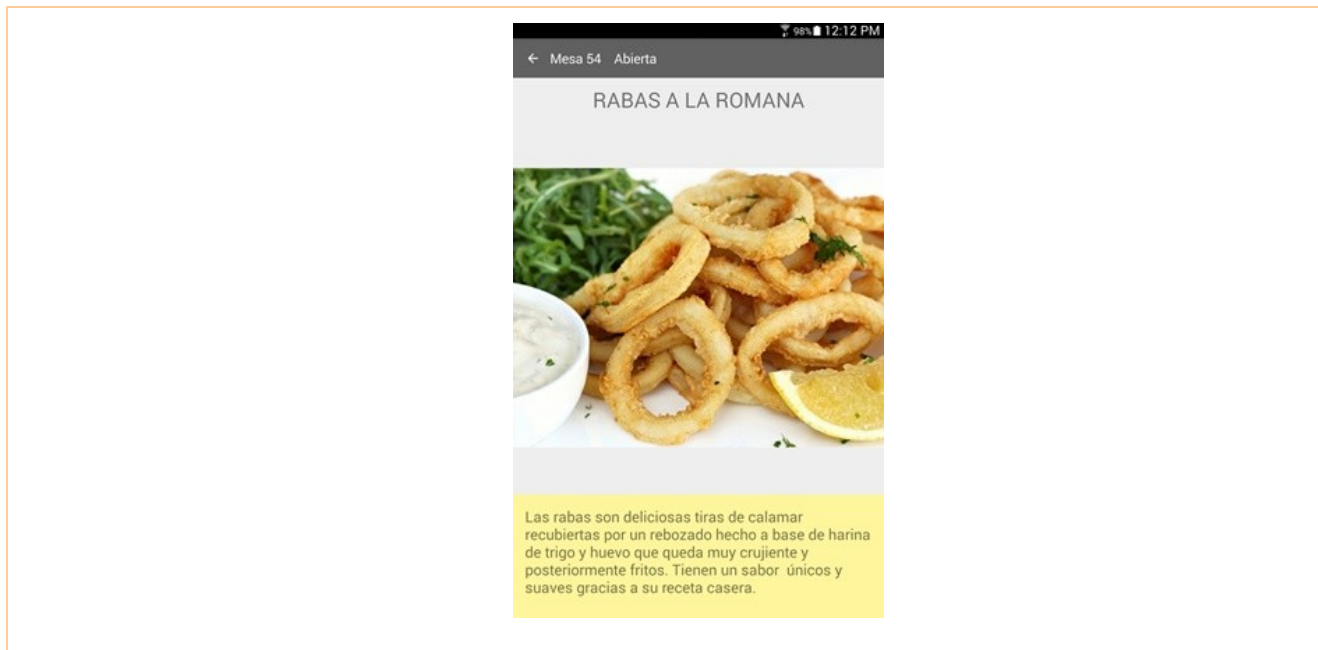 98% 12:12 PM
← Mesa 54 Abierta
RABAS A LA ROMANA
Las rabas son deliciosas tiras de calamar
recubiertas por un rebozado hecho a base de harina
de trigo y huevo que queda muy crujiente y
posteriormente fritos. Tienen un sabor  únicos y
suaves gracias a su receta casera.